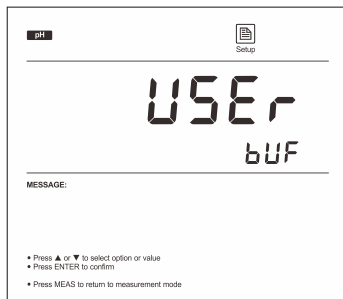 pH
Setup
USEr
bUF
MESSAGE:
• Press ▲ or ▼ to select option or value
• Press ENTER to confirm
• Press MEAS to return to measurement mode